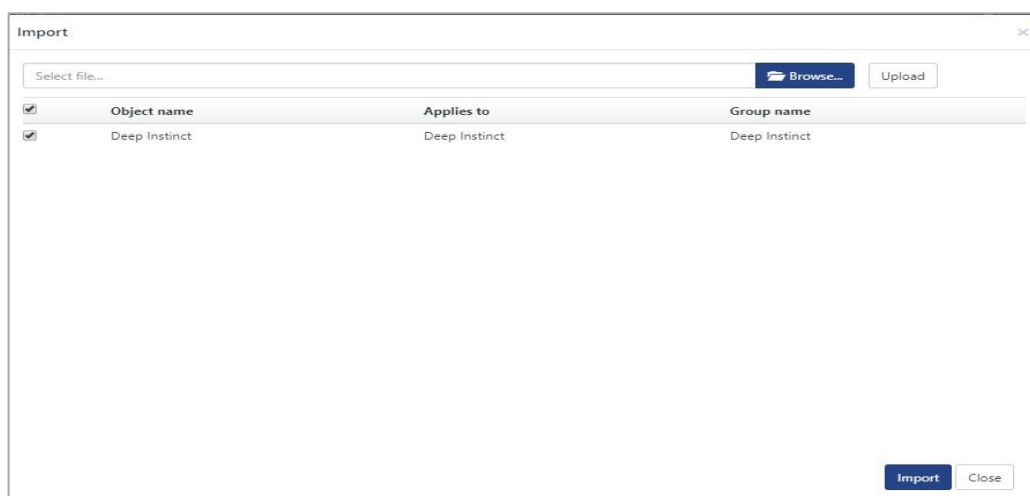 Import
Select file... Browse... Upload
Object name Applies to Group name
Deep Instinct Deep Instinct Deep Instinct
Import Close